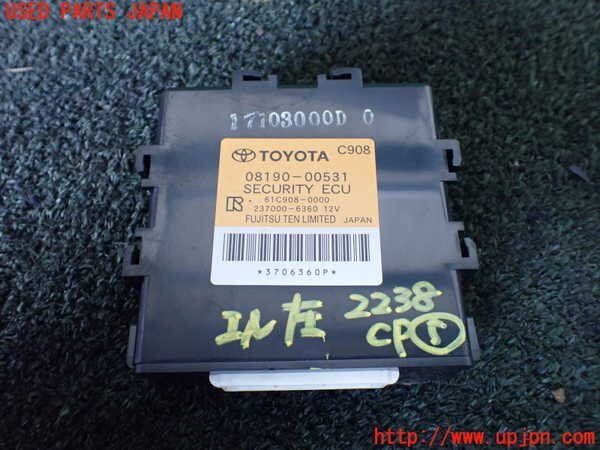 USED PARTS JAPAN
17103000D 0
TOYOTA C908
08190-00531
SECURITY ECU
R 61C908-0000
237000-6360 12V
FUJITSU TEN LIMITED JAPAN
*3706360P*
エル左 2238
CP⑤
http://www.upjpn.com/